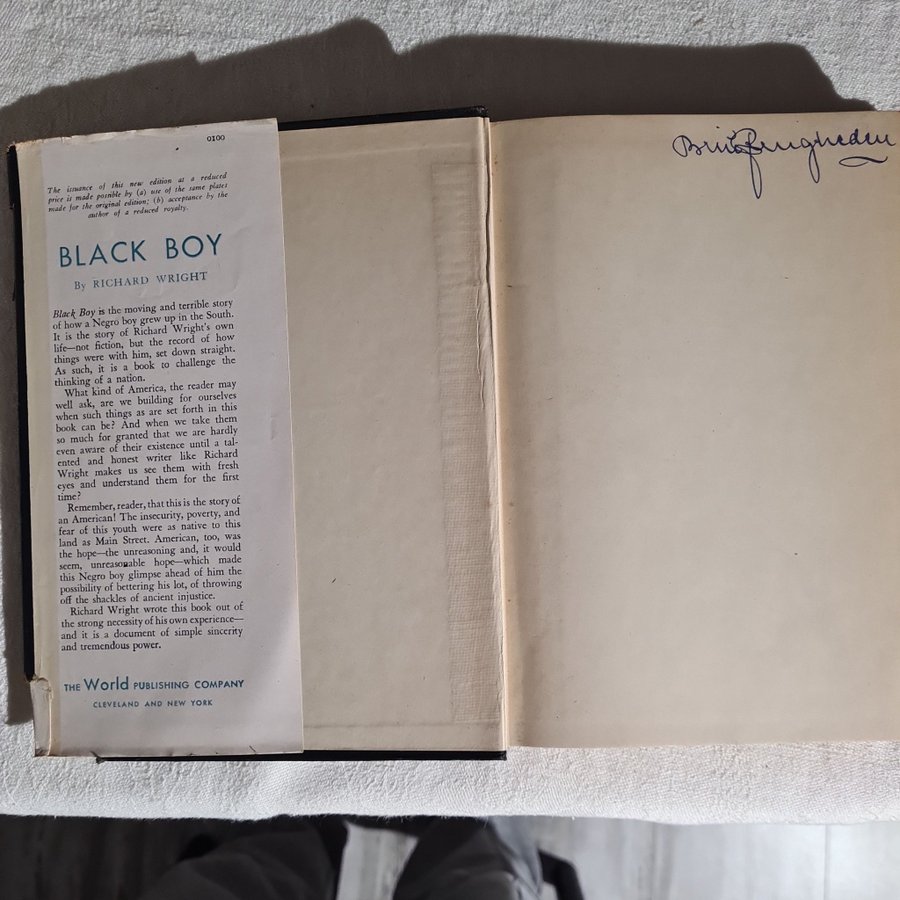 0100
The issuance of this new edition at a reduced
price is made possible by (a) use of the same plates
made for the original edition; (b) acceptance by the
author of a reduced royalty.
BLACK BOY
By RICHARD WRIGHT
Black Boy is the moving and terrible story
of how a Negro boy grew up in the South.
It is the story of Richard Wright's own
life—not fiction, but the record of how
things were with him, set down straight.
As such, it is a book to challenge the
thinking of a nation.
What kind of America, the reader may
well ask, are we building for ourselves
when such things as are set forth in this
book can be? And when we take them
so much for granted that we are hardly
even aware of their existence until a tal-
ented and honest writer like Richard
Wright makes us see them with fresh
eyes and understand them for the first
time?
Remember, reader, that this is the story of
an American! The insecurity, poverty, and
fear of this youth were as native to this
land as Main Street. American, too, was
the hope—the unreasoning and, it would
seem, unreasonable hope—which made
this Negro boy glimpse ahead of him the
possibility of bettering his lot, of throwing
off the shackles of ancient injustice.
Richard Wright wrote this book out of
the strong necessity of his own experience—
and it is a document of simple sincerity
and tremendous power.
THE World PUBLISHING COMPANY
CLEVELAND AND NEW YORK